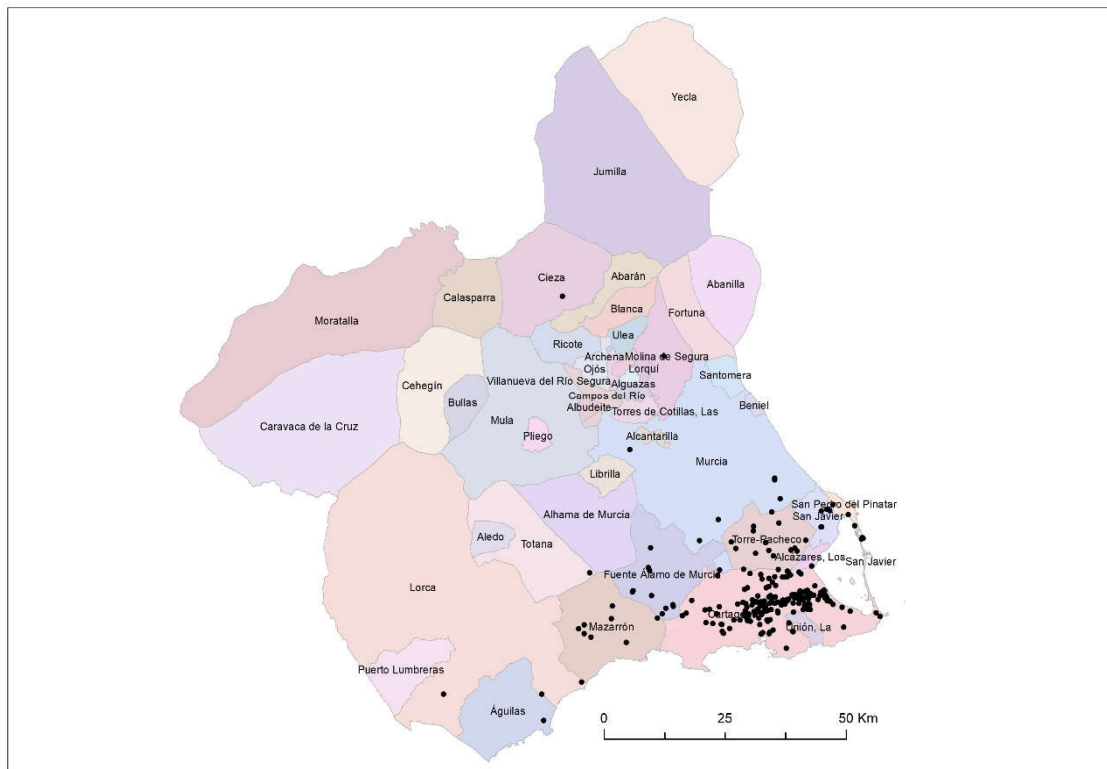 Yecla
Jumilla
Cieza
Abarán
Abanilla
Calasparra
Blanca
Fortuna
Moratalla
Ulea
Ricote
Archena
Molina de Segura
Ojós
Lorquí
Santomera
Cehegín
Villanueva del Río Segura
Alguazas
Campos del Río
Bullas
Albudeite
Torres de Cotillas, Las
Beniel
Mula
Caravaca de la Cruz
Pliego
Alcantarilla
Murcia
Librilla
San Pedro del Pinatar
Alhama de Murcia
San Javier
Aledo
Totana
Torre-Pacheco
Alcázares, Los
San Javier
Fuente Álamo de Murcia
Lorca
Cartagena
Mazarrón
Unión, La
Puerto Lumbreras
Águilas
0 25 50 Km